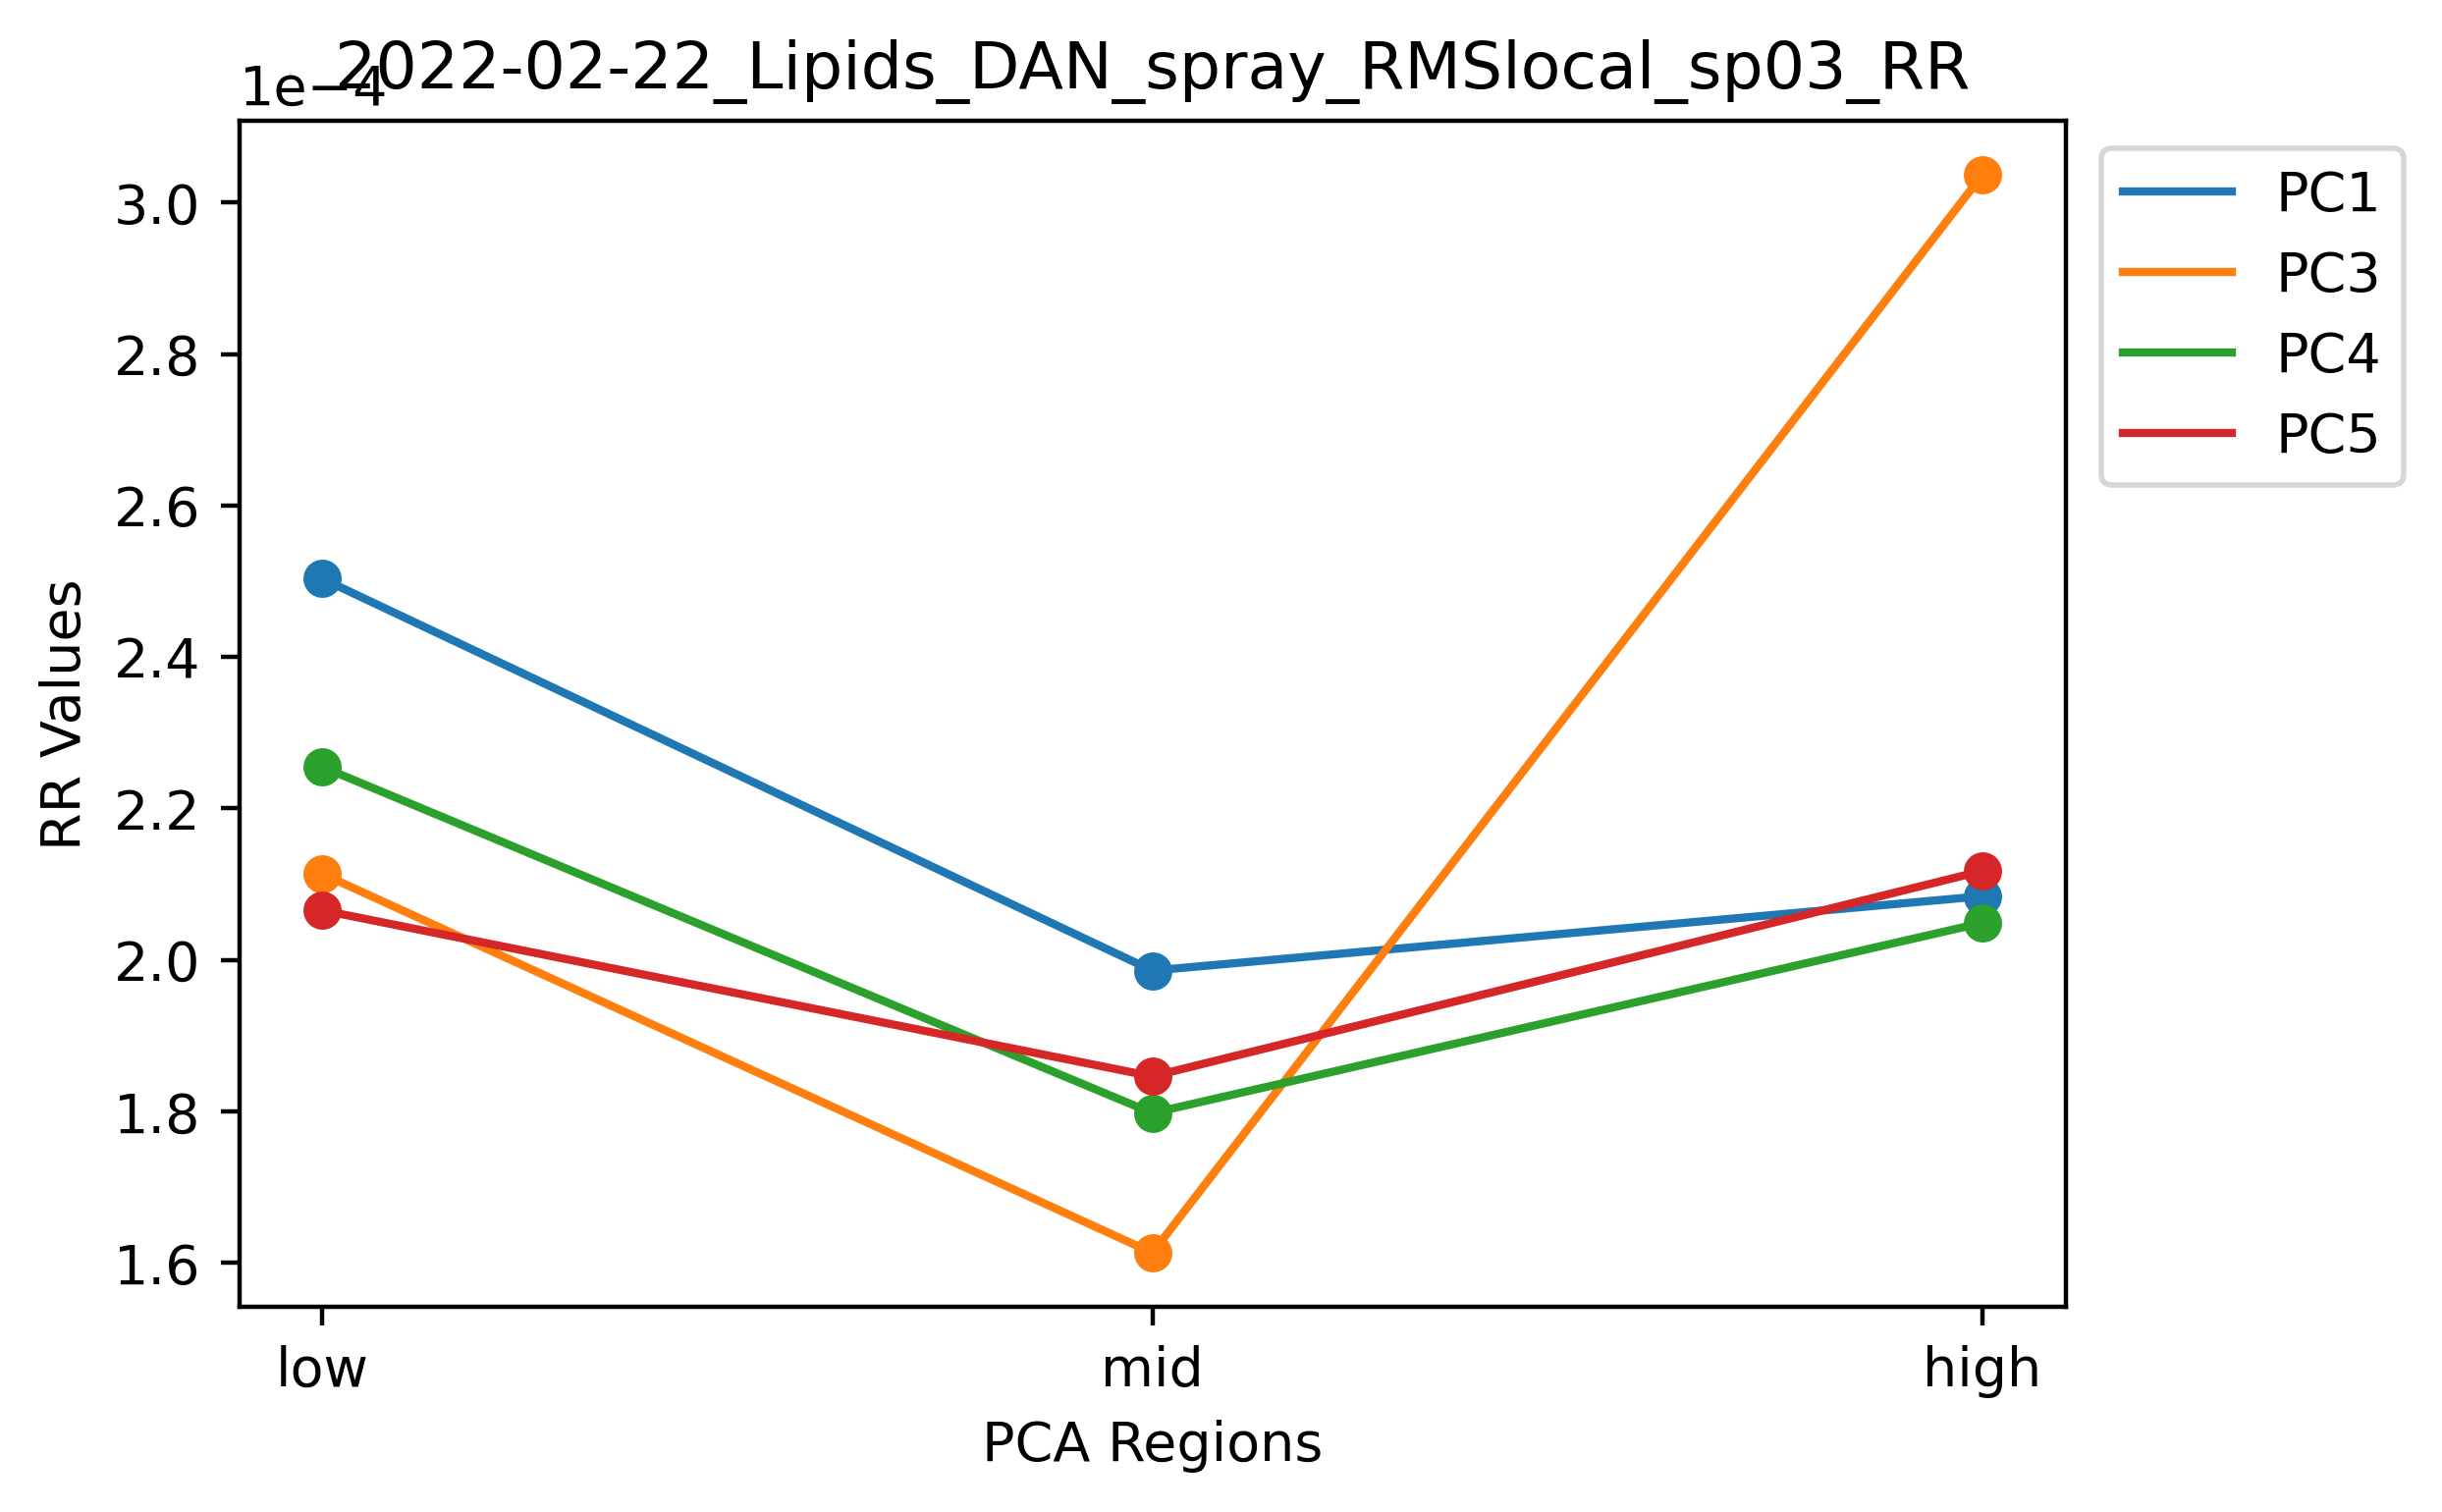 2022-02-22_Lipids_DAN_spray_RMSlocal_sp03_RR
1e−4
3.0
2.8
2.6
2.4
2.2
2.0
1.8
1.6
RR Values
low mid high
PCA Regions
PC1
PC3
PC4
PC5